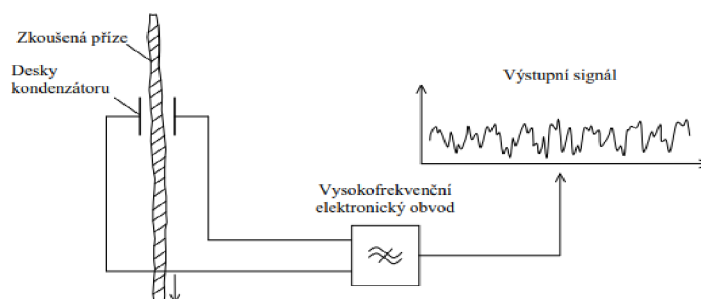 Zkoušená příze
Desky
kondenzátoru
Výstupní signál
Vysokofrekvenční
elektronický obvod